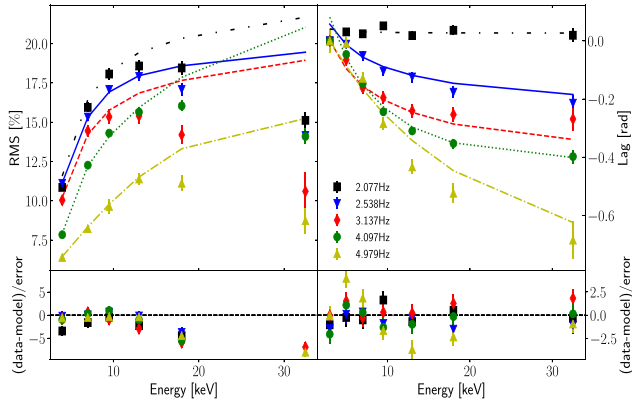 RMS [%]
20.0
17.5
15.0
12.5
10.0
7.5
0.0
−0.2
−0.4
−0.6
Lag [rad]
2.077Hz
2.538Hz
3.137Hz
4.097Hz
4.979Hz
(data-model)/error
5
0
−5
2.5
0.0
−2.5
(data-model)/error
10
20
30
10
20
30
Energy [keV]
Energy [keV]